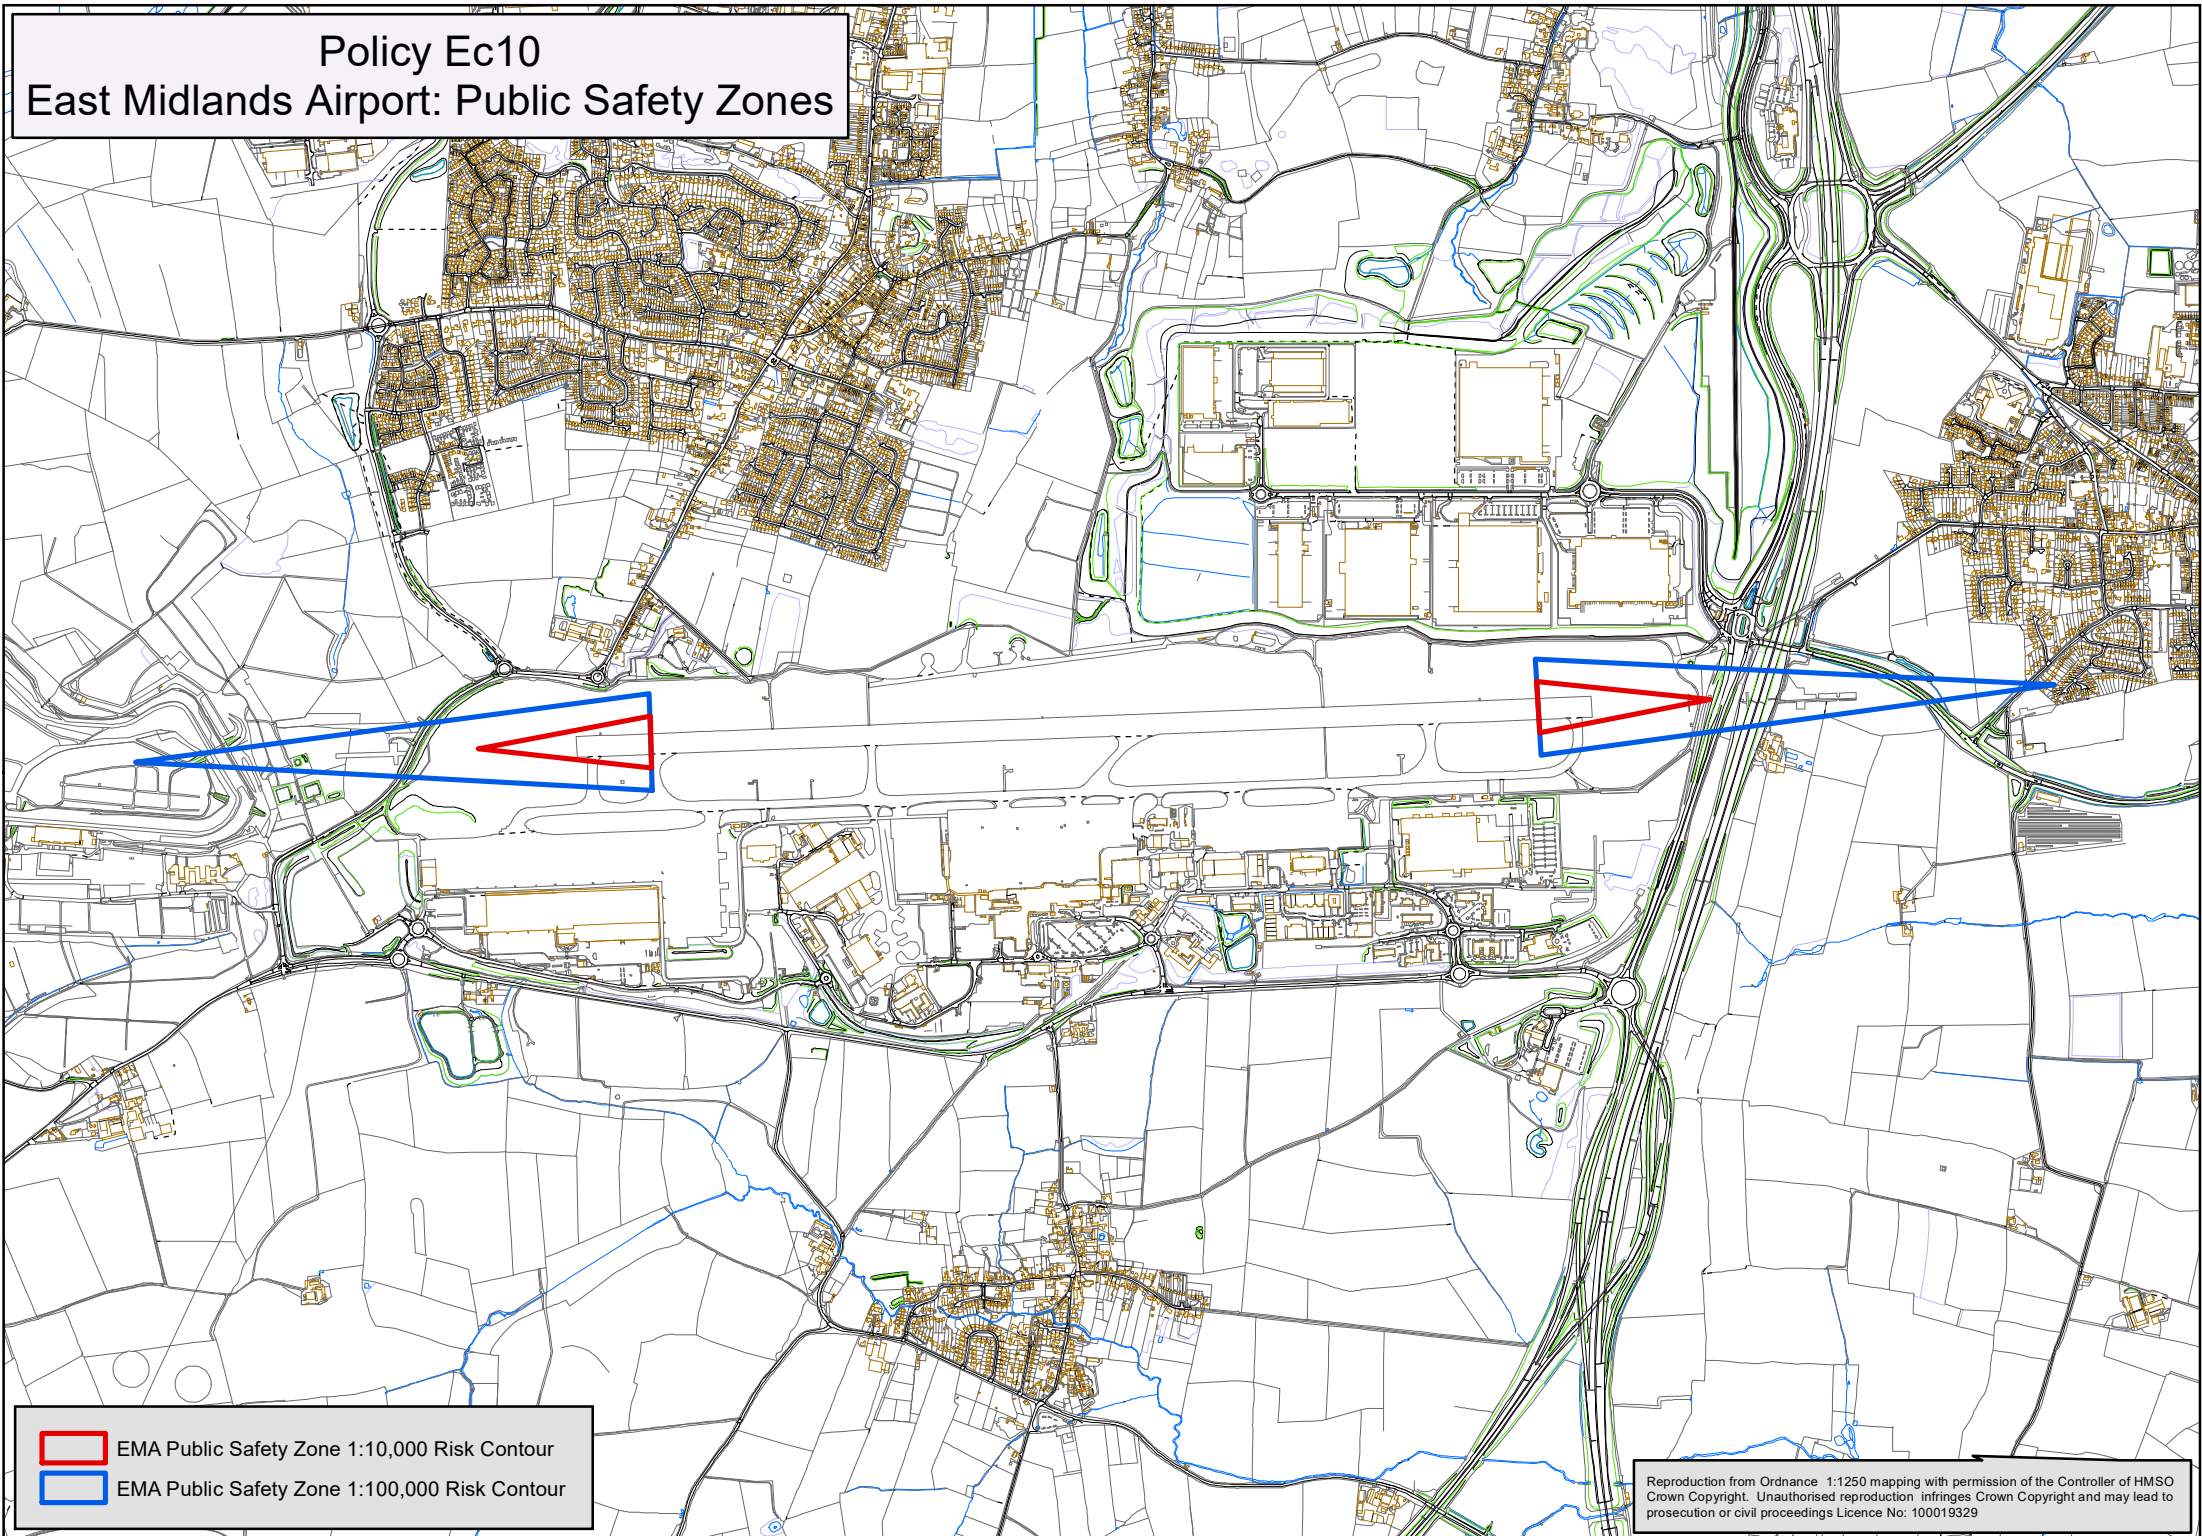 Policy Ec10
East Midlands Airport: Public Safety Zones
EMA Public Safety Zone 1:10,000 Risk Contour
EMA Public Safety Zone 1:100,000 Risk Contour
Reproduction from Ordnance 1:1250 mapping with permission of the Controller of HMSO
Crown Copyright. Unauthorised reproduction infringes Crown Copyright and may lead to
prosecution or civil proceedings Licence No: 100019329